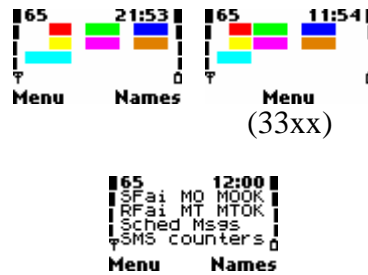 65 21:53
Menu Names
65 11:54
Menu
(33xx)
65 12:00
SFai MO MOOK
RFai MT MTOK
Sched Msgs
SMS counters
Menu Names